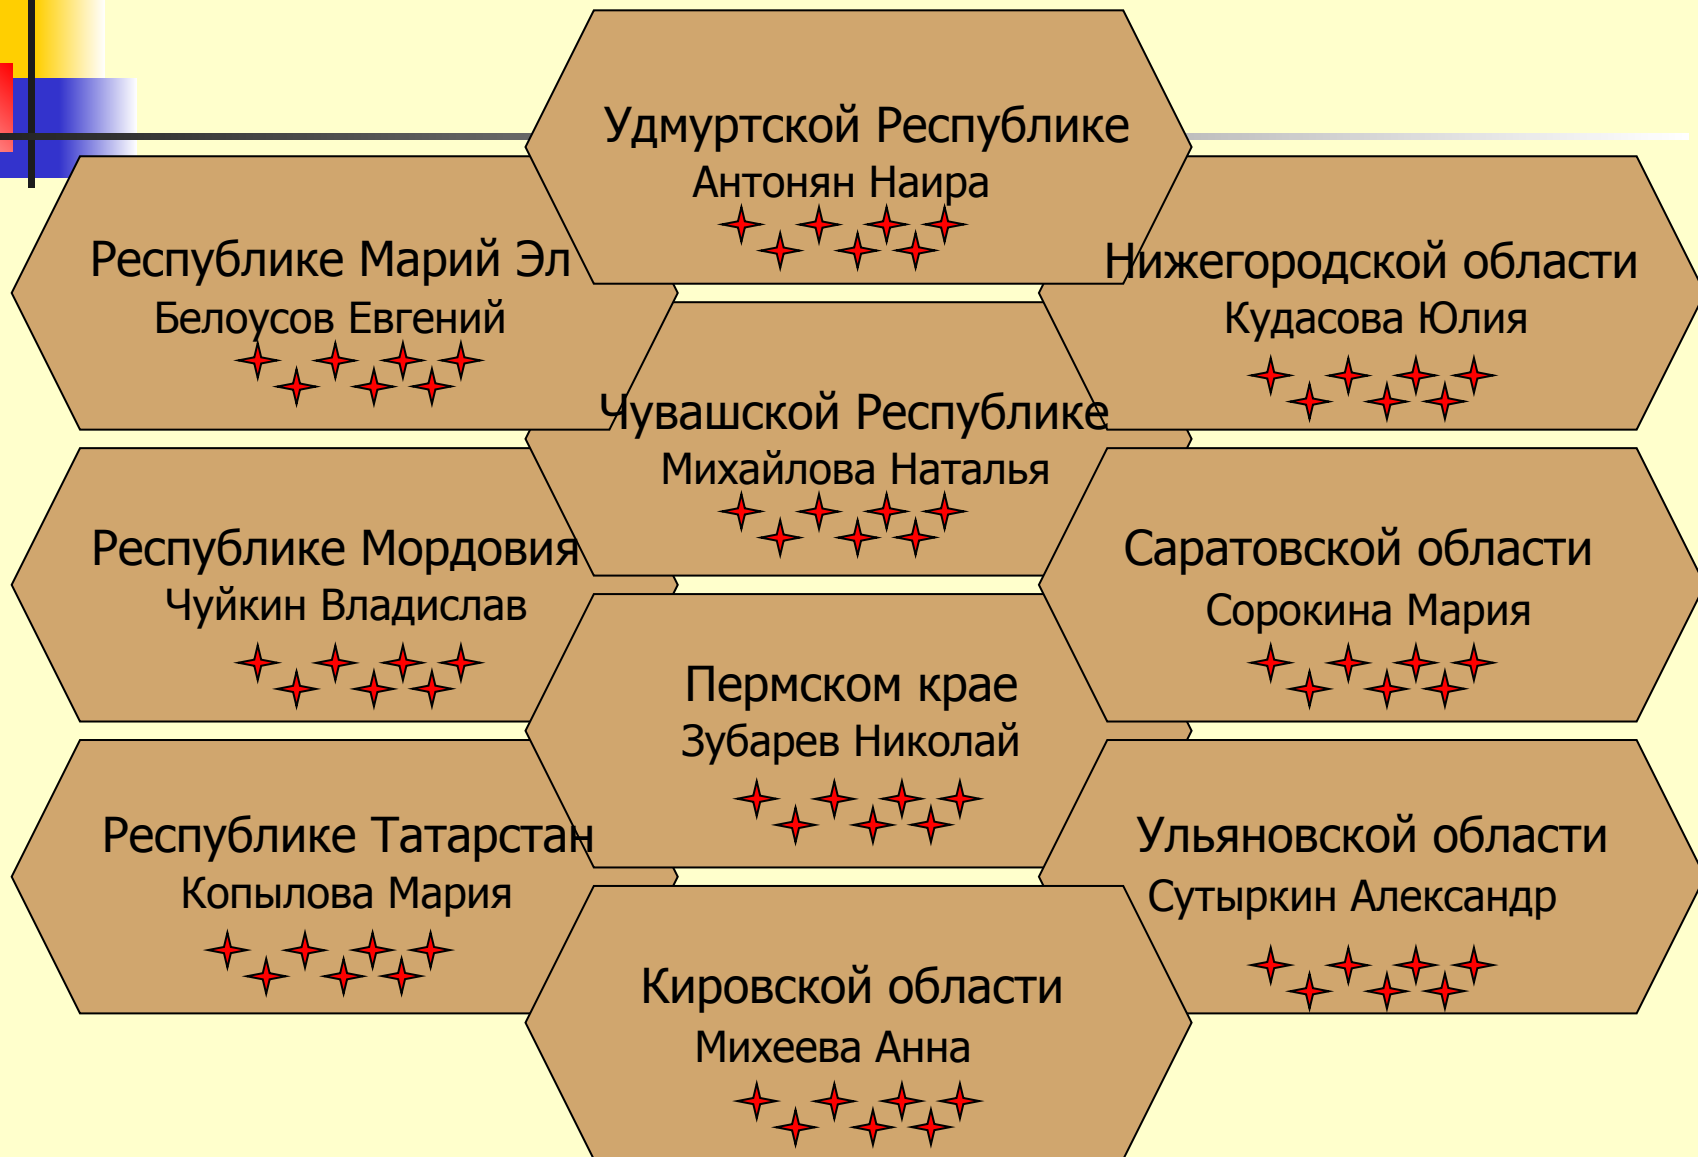 Удмуртской Республике
Антонян Наира
Республике Марий Эл
Белоусов Евгений
Нижегородской области
Кудасова Юлия
Чувашской Республике
Михайлова Наталья
Республике Мордовия
Чуйкин Владислав
Саратовской области
Сорокина Мария
Пермском крае
Зубарев Николай
Республике Татарстан
Копылова Мария
Ульяновской области
Сутыркин Александр
Кировской области
Михеева Анна